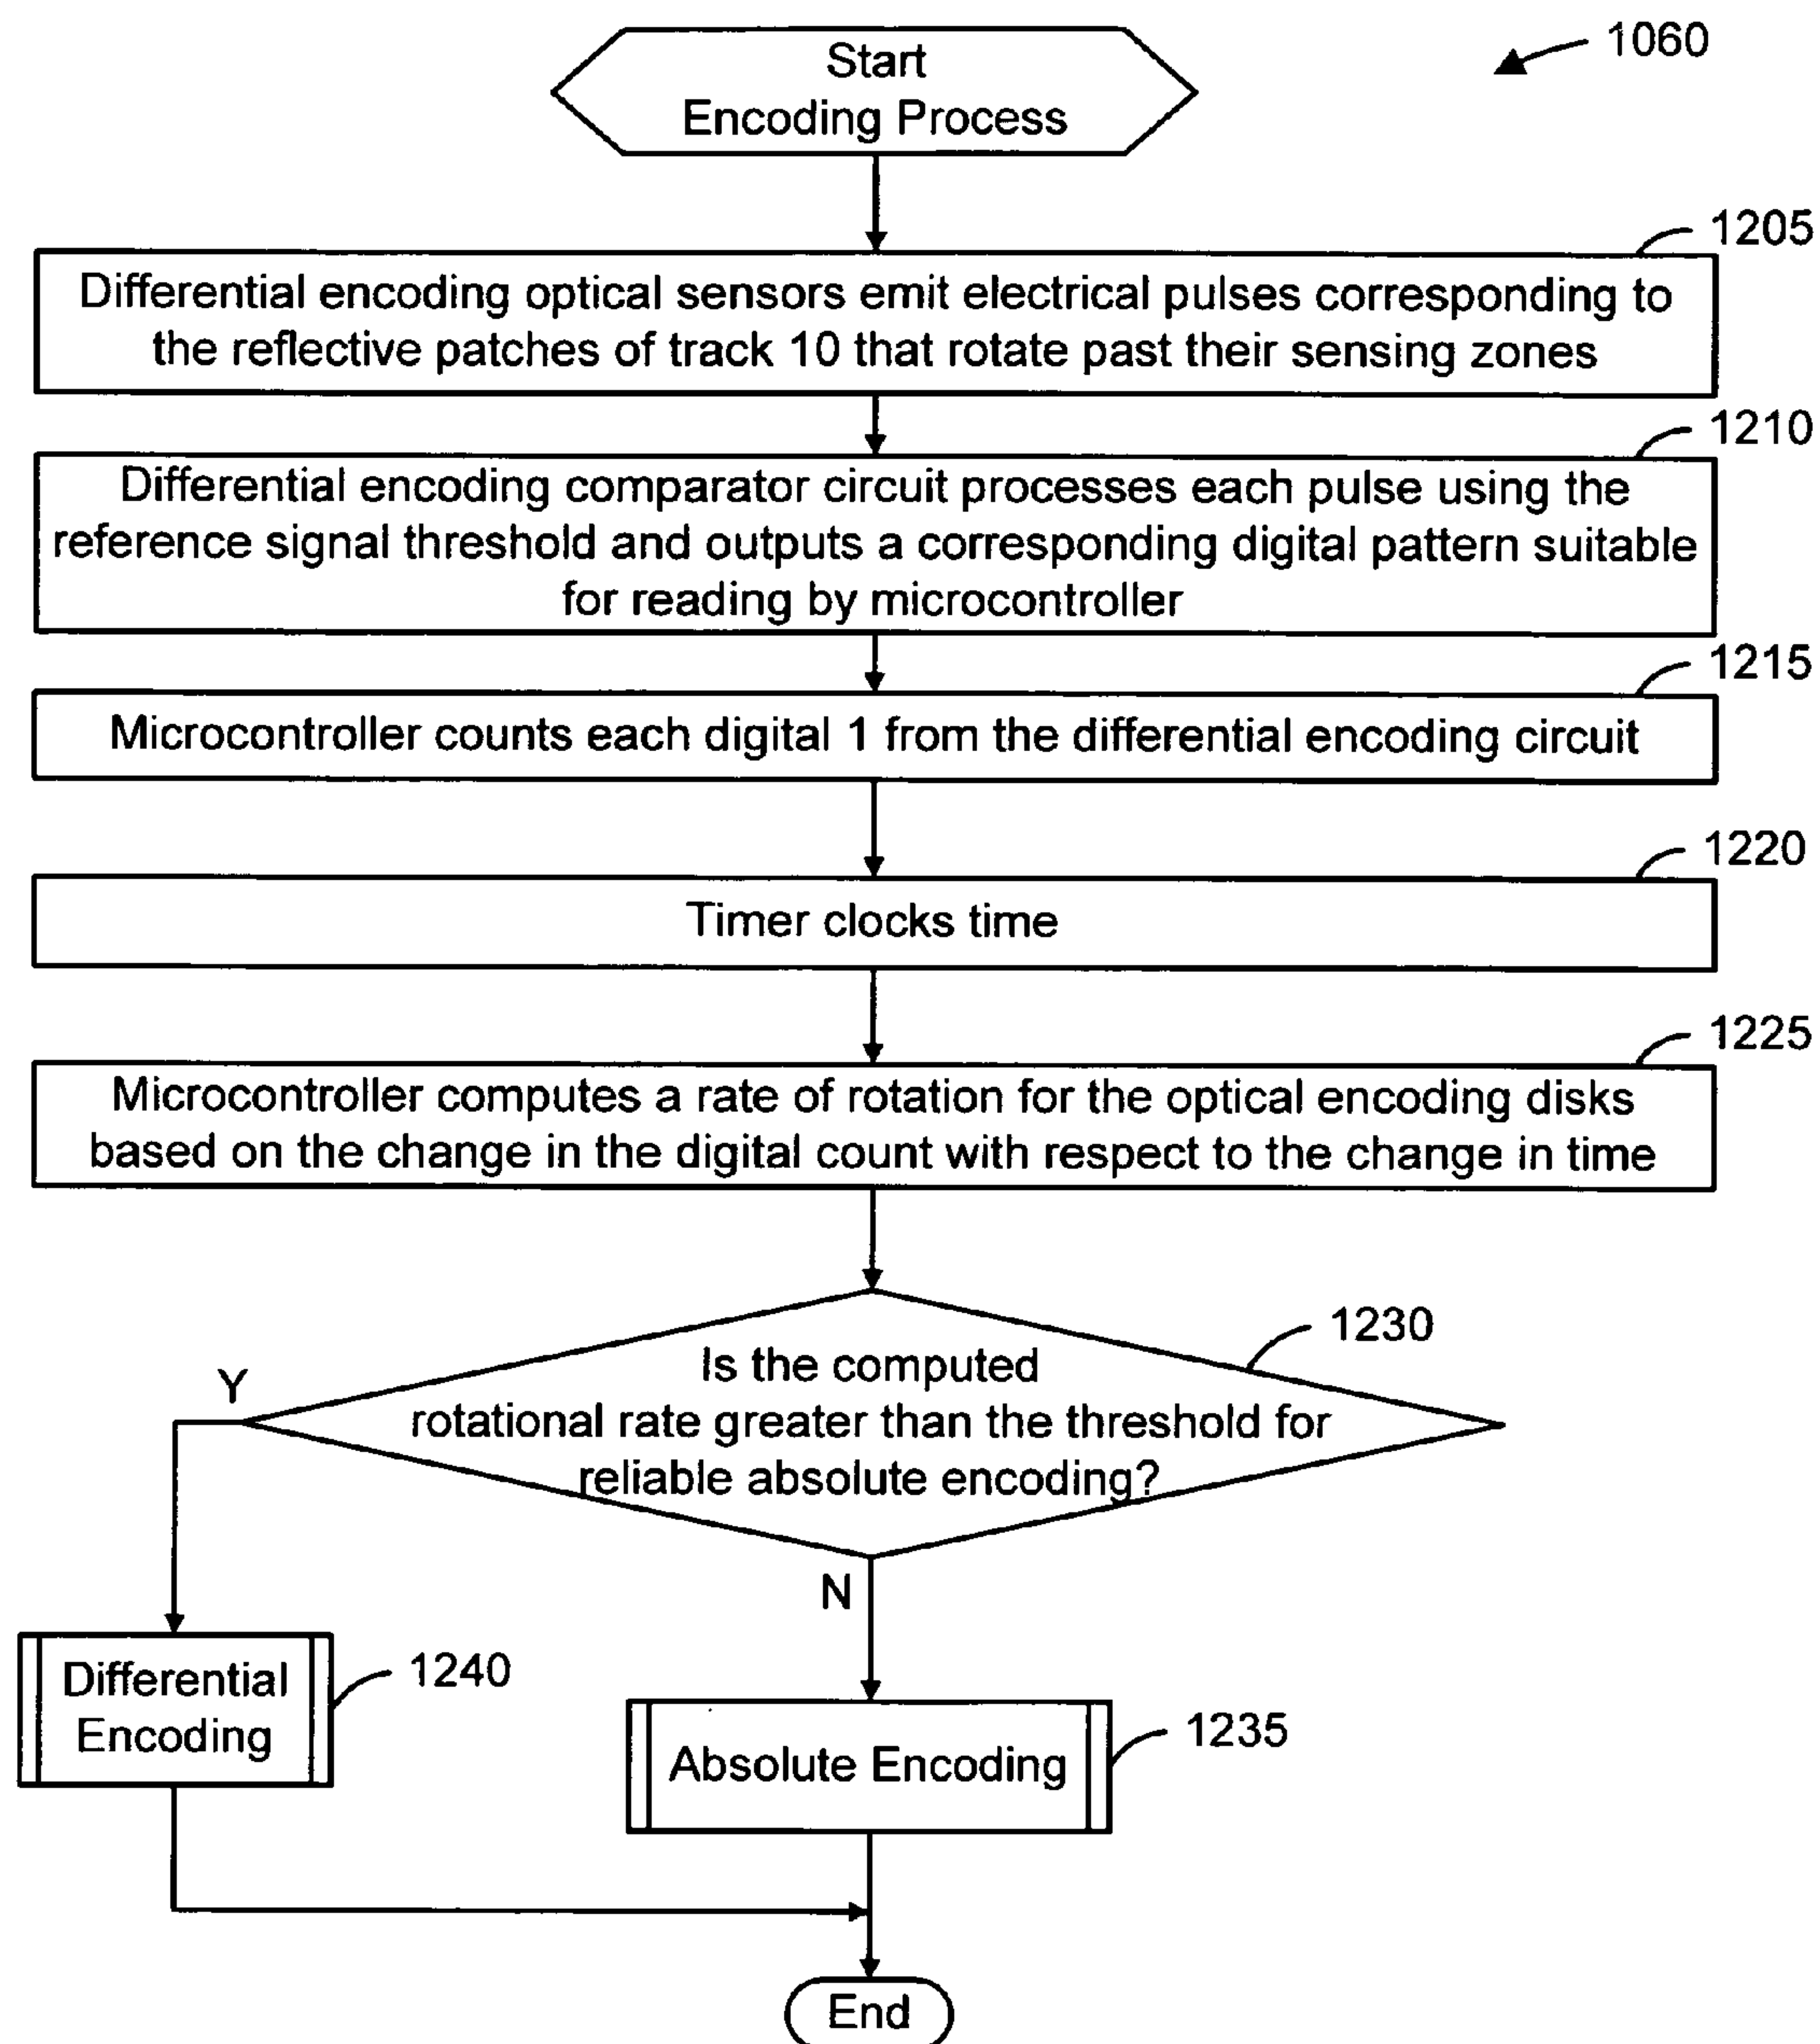 Start
Encoding Process
1060
1205
Differential encoding optical sensors emit electrical pulses corresponding to
the reflective patches of track 10 that rotate past their sensing zones
1210
Differential encoding comparator circuit processes each pulse using the
reference signal threshold and outputs a corresponding digital pattern suitable
for reading by microcontroller
1215
Microcontroller counts each digital 1 from the differential encoding circuit
1220
Timer clocks time
1225
Microcontroller computes a rate of rotation for the optical encoding disks
based on the change in the digital count with respect to the change in time
1230
Is the computed
rotational rate greater than the threshold for
reliable absolute encoding?
Y
N
Differential
Encoding
1240
Absolute Encoding
1235
End